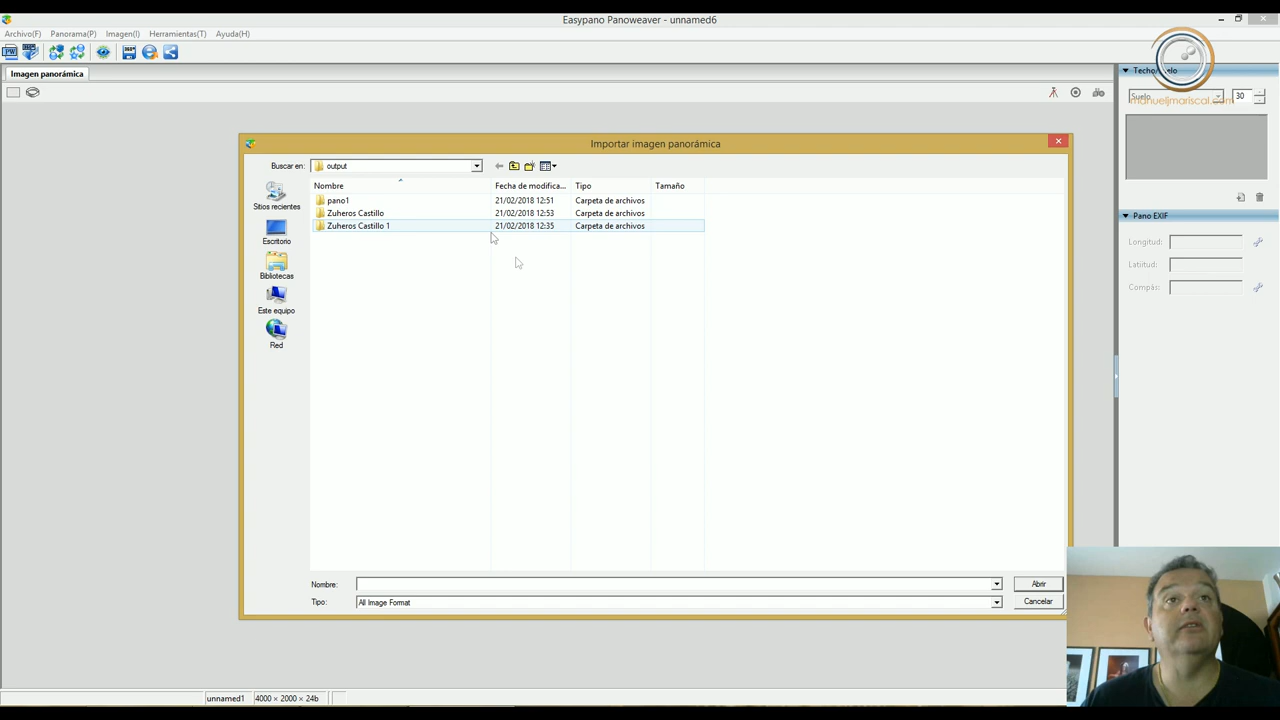 Easypano Panoweaver - unnamed6
Archivo(F) Panorama(P) Imagen(I) Herramientas(T) Ayuda(H)
Imagen panorámica
Suelo 30
manueljmariscal.com
Importar imagen panorámica
Buscar en: output
Nombre Fecha de modifica... Tipo Tamaño
pano1 21/02/2018 12:51 Carpeta de archivos
Zuheros Castillo 21/02/2018 12:53 Carpeta de archivos
Zuheros Castillo 1 21/02/2018 12:35 Carpeta de archivos
Sitios recientes
Escritorio
Bibliotecas
Este equipo
Red
Nombre: Abrir
Tipo: All Image Format Cancelar
Pano EXIF
Longitud:
Latitud:
Compás:
unnamed1 4000 × 2000 × 24b